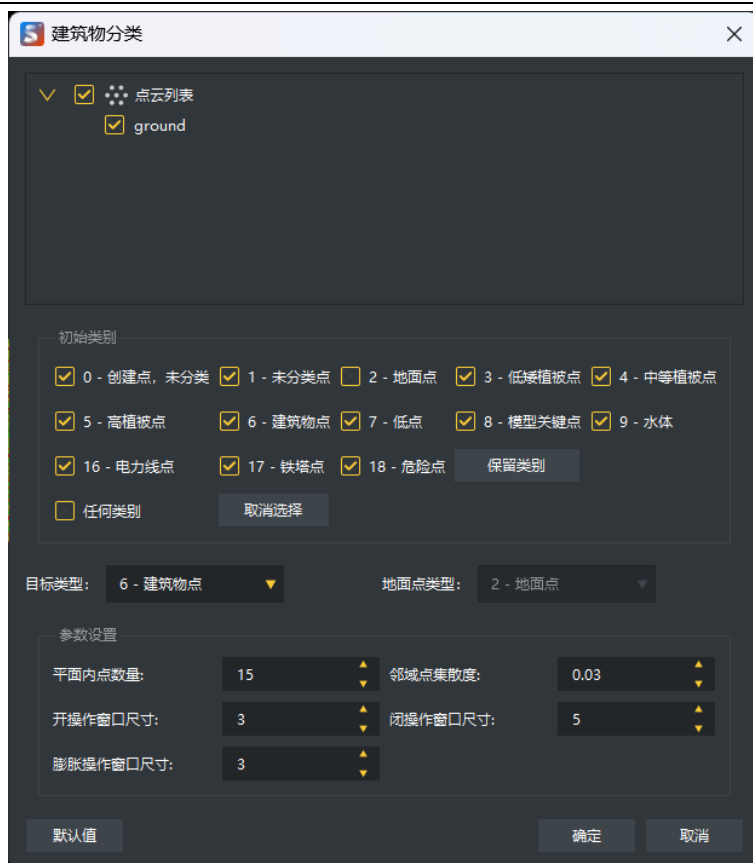 建筑物分类
点云列表
ground
初始类别
0 - 创建点，未分类 1 - 未分类点 2 - 地面点 3 - 低矮植被点 4 - 中等植被点
5 - 高植被点 6 - 建筑物点 7 - 低点 8 - 模型关键点 9 - 水体
16 - 电力线点 17 - 铁塔点 18 - 危险点 保留类别
任何类别 取消选择
目标类型: 6 - 建筑物点 地面点类型: 2 - 地面点
参数设置
平面内点数量: 15 邻域点集散度: 0.03
开操作窗口尺寸: 3 闭操作窗口尺寸: 5
膨胀操作窗口尺寸: 3
默认值 确定 取消